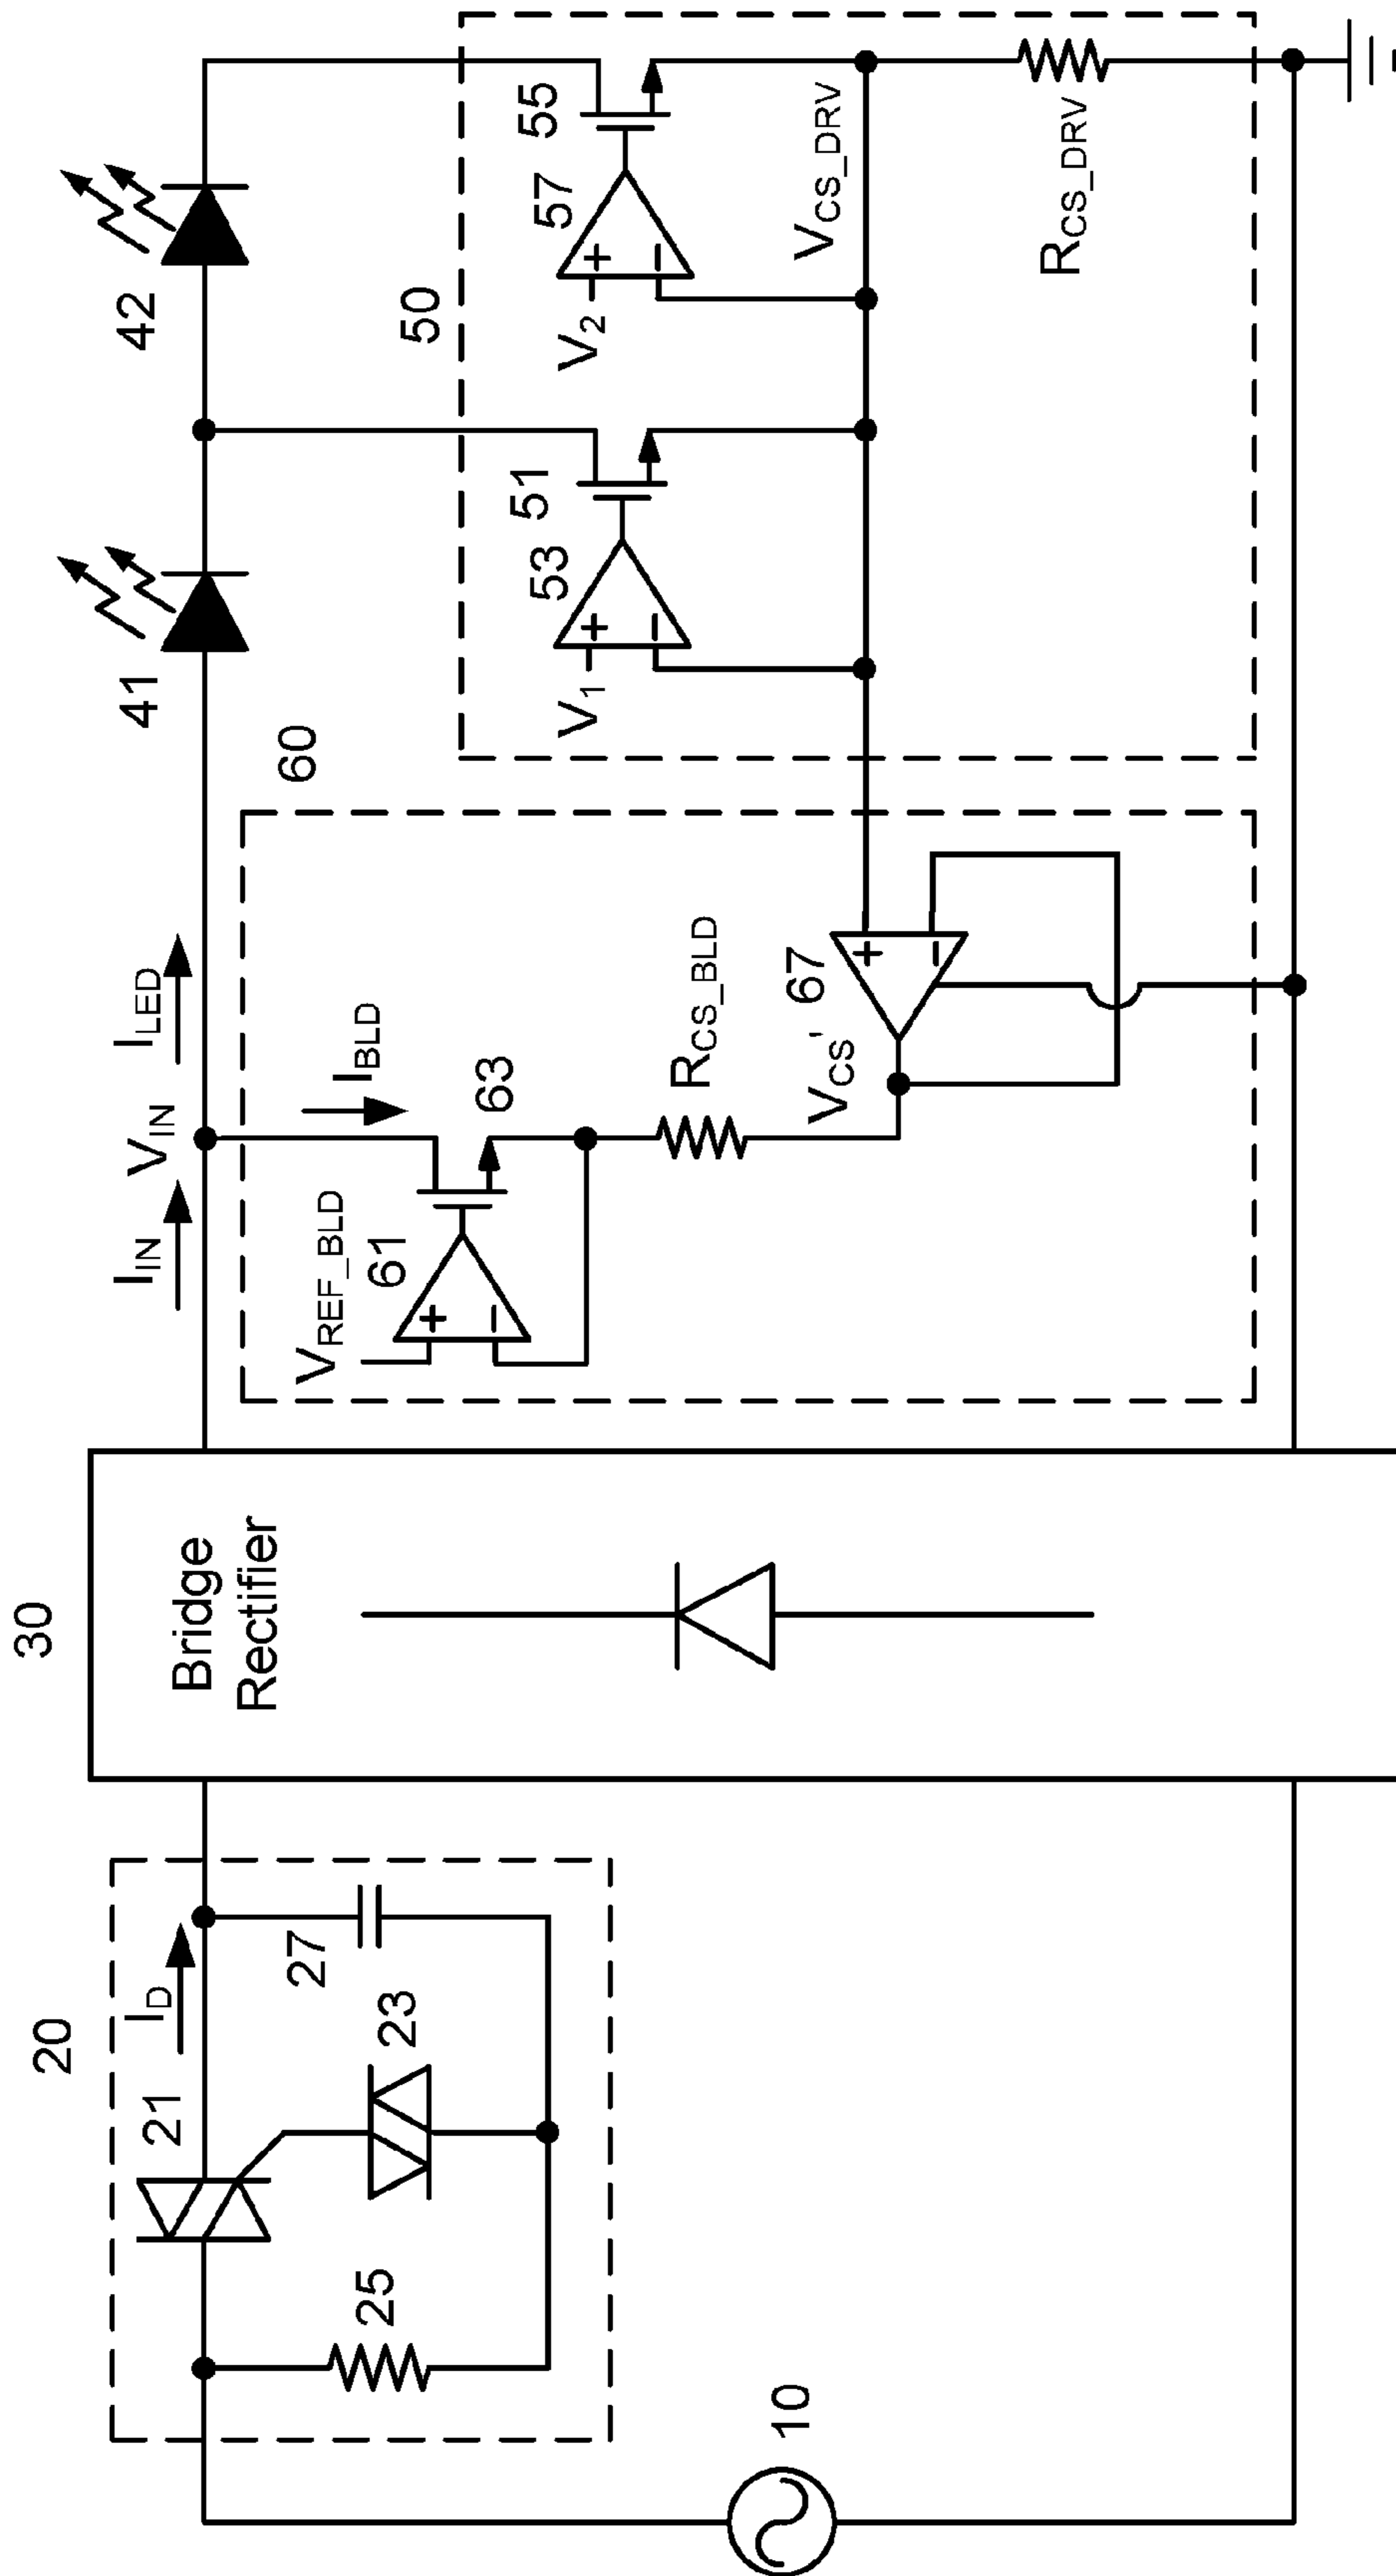 10
20
21
I_D
23
25
27
30
Bridge
Rectifier
I_IN
V_IN
I_LED
60
V_REF_BLD
I_BLD
61
+
−
63
R_CS_BLD
V_CS'
67
+
−
41
42
50
V_1
+
−
53
51
V_2
+
−
57
55
V_CS_DRV
R_CS_DRV